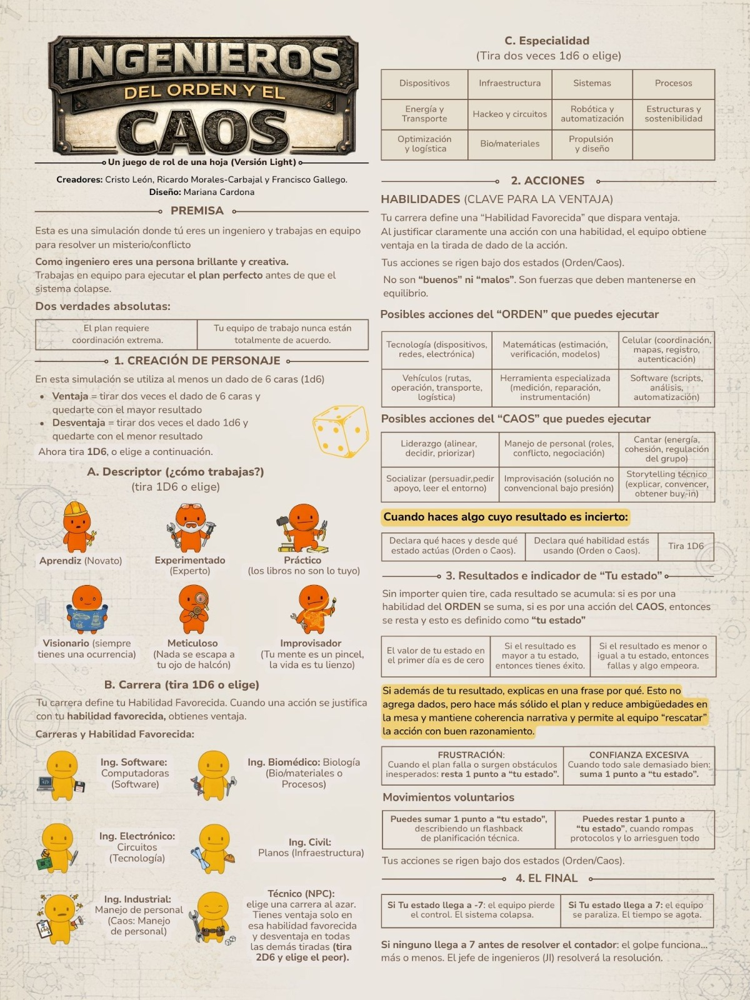 INGENIEROS
DEL ORDEN Y EL
CAOS
Un juego de rol de una hoja (Versión Light)
Creadores: Cristo León, Ricardo Morales-Carbajal y Francisco Gallego.
Diseño: Mariana Cardona
PREMISA
Esta es una simulación donde tú eres un ingeniero y trabajas en equipo
para resolver un misterio/conflicto
Como ingeniero eres una persona brillante y creativa.
Trabajas en equipo para ejecutar el plan perfecto antes de que el
sistema colapse.
Dos verdades absolutas:
El plan requiere
coordinación extrema.
Tu equipo de trabajo nunca están
totalmente de acuerdo.
1. CREACIÓN DE PERSONAJE
En esta simulación se utiliza al menos un dado de 6 caras (1d6)
• Ventaja = tirar dos veces el dado de 6 caras y
quedarte con el mayor resultado
• Desventaja = tirar dos veces el dado 1d6 y
quedarte con el menor resultado
Ahora tira 1D6, o elige a continuación.
A. Descriptor (¿cómo trabajas?)
(tira 1D6 o elige)
Aprendiz (Novato)
Experimentado
(Experto)
Práctico
(los libros no son lo tuyo)
Visionario (siempre
tienes una ocurrencia)
Meticuloso
(Nada se escapa a
tu ojo de halcón)
Improvisador
(Tu mente es un pincel,
la vida es tu lienzo)
B. Carrera (tira 1D6 o elige)
Tu carrera define tu Habilidad Favorecida. Cuando una acción se justifica
con tu habilidad favorecida, obtienes ventaja.
Carreras y Habilidad Favorecida:
Ing. Software:
Computadoras
(Software)
Ing. Biomédico: Biología
(Bio/materiales o
Procesos)
Ing. Electrónico:
Circuitos
(Tecnología)
Ing. Civil:
Planos (Infraestructura)
Ing. Industrial:
Manejo de personal
(Caos: Manejo
de personal)
Técnico (NPC):
elige una carrera al azar.
Tienes ventaja solo en
esa habilidad favorecida
y desventaja en todas
las demás tiradas (tira
2D6 y elige el peor).
C. Especialidad
(Tira dos veces 1d6 o elige)
Dispositivos
Infraestructura
Sistemas
Procesos
Energía y
Transporte
Hackeo y circuitos
Robótica y
automatización
Estructuras y
sostenibilidad
Optimización
y logística
Bio/materiales
Propulsión
y diseño
2. ACCIONES
HABILIDADES (CLAVE PARA LA VENTAJA)
Tu carrera define una “Habilidad Favorecida” que dispara ventaja.
Al justificar claramente una acción con una habilidad, el equipo obtiene
ventaja en la tirada de dado de la acción.
Tus acciones se rigen bajo dos estados (Orden/Caos).
No son “buenos” ni “malos”. Son fuerzas que deben mantenerse en
equilibrio.
Posibles acciones del “ORDEN” que puedes ejecutar
Tecnología (dispositivos,
redes, electrónica)
Matemáticas (estimación,
verificación, modelos)
Celular (coordinación,
mapas, registro,
autenticación)
Vehículos (rutas,
operación, transporte,
logística)
Herramienta especializada
(medición, reparación,
instrumentación)
Software (scripts,
análisis,
automatización)
Posibles acciones del “CAOS” que puedes ejecutar
Liderazgo (alinear,
decidir, priorizar)
Manejo de personal (roles,
conflicto, negociación)
Cantar (energía,
cohesión, regulación
del grupo)
Socializar (persuadir,pedir
apoyo, leer el entorno)
Improvisación (solución no
convencional bajo presión)
Storytelling técnico
(explicar, convencer,
obtener buy-in)
Cuando haces algo cuyo resultado es incierto:
Declara qué haces y desde qué
estado actúas (Orden o Caos).
Declara qué habilidad estás
usando (Orden o Caos).
Tira 1D6
3. Resultados e indicador de “Tu estado”
Sin importer quien tire, cada resultado se acumula: si es por una
habilidad del ORDEN se suma, si es por una acción del CAOS, entonces
se resta y esto es definido como “tu estado”
El valor de tu estado en
el primer día es de cero
Si el resultado es
mayor a tu estado,
entonces tienes éxito.
Si el resultado es menor o
igual a tu estado, entonces
fallas y algo empeora.
Si además de tu resultado, explicas en una frase por qué. Esto no
agrega dados, pero hace más sólido el plan y reduce ambigüedades en
la mesa y mantiene coherencia narrativa y permite al equipo “rescatar”
la acción con buen razonamiento.
FRUSTRACIÓN:
Cuando el plan falla o surgen obstáculos
inesperados: resta 1 punto a “tu estado”.
CONFIANZA EXCESIVA
Cuando todo sale demasiado bien:
suma 1 punto a “tu estado”.
Movimientos voluntarios
Puedes sumar 1 punto a “tu estado”,
describiendo un flashback
de planificación técnica.
Puedes restar 1 punto a
“tu estado”, cuando rompas
protocolos y lo arriesguen todo
Tus acciones se rigen bajo dos estados (Orden/Caos).
4. EL FINAL
Si Tu estado llega a -7: el equipo pierde
el control. El sistema colapsa.
Si Tu estado llega a 7: el equipo
se paraliza. El tiempo se agota.
Si ninguno llega a 7 antes de resolver el contador: el golpe funciona...
más o menos. El jefe de ingenieros (JI) resolverá la resolución.